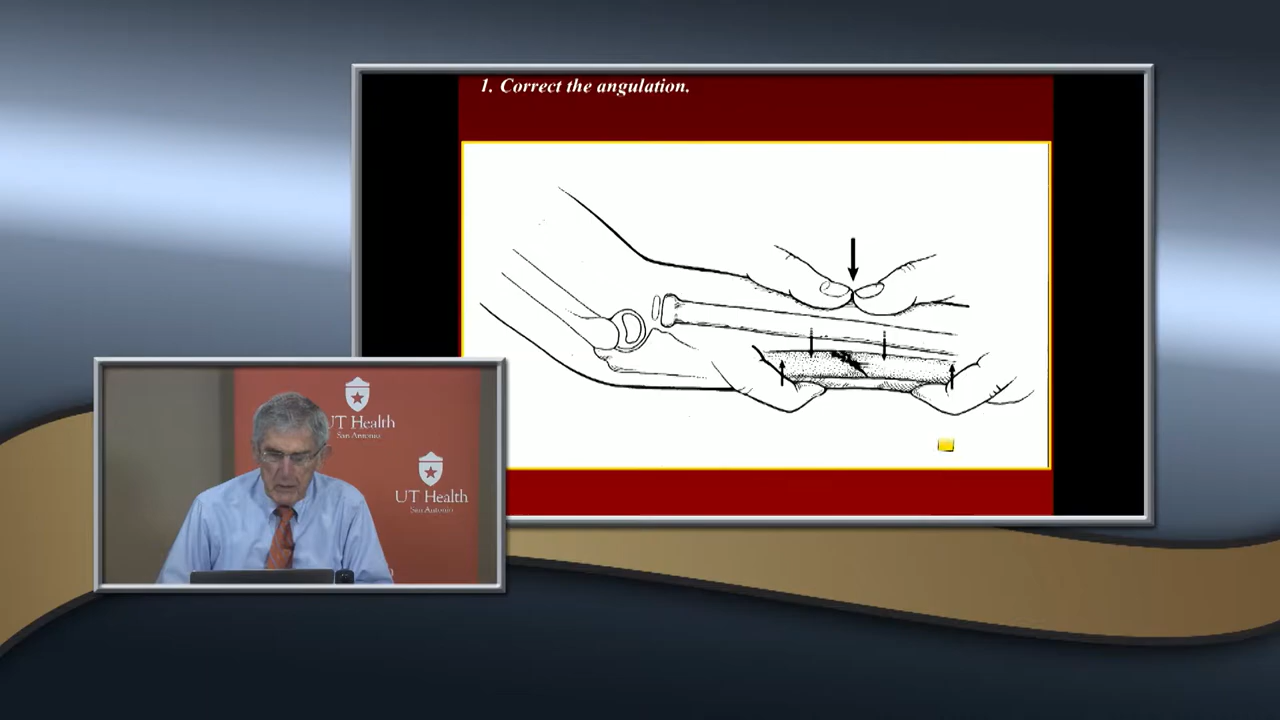 1. Correct the angulation.
UT Health
San Antonio
UT Health
San Antonio